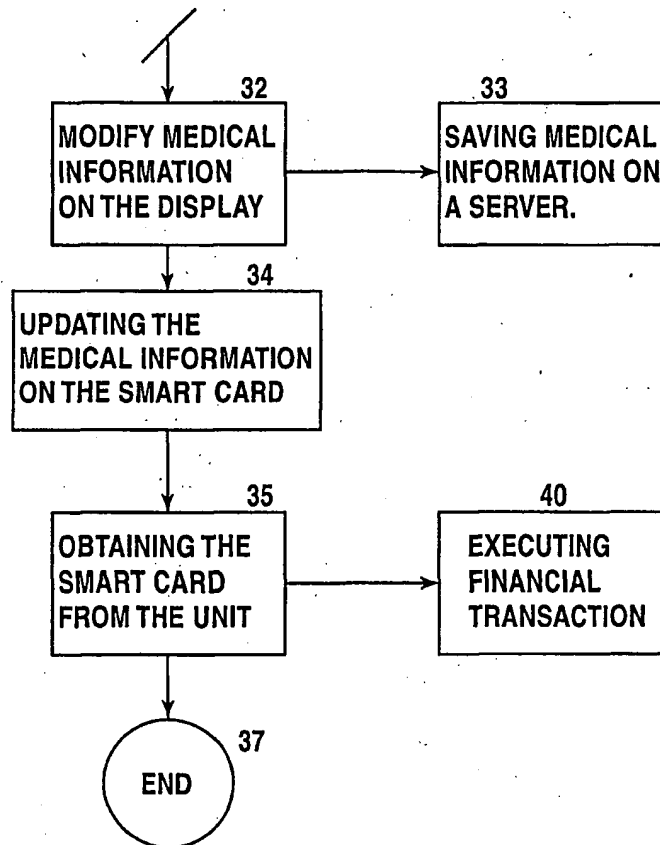 32
MODIFY MEDICAL
INFORMATION
ON THE DISPLAY
33
SAVING MEDICAL
INFORMATION ON
A SERVER.
34
UPDATING THE
MEDICAL INFORMATION
ON THE SMART CARD
35
OBTAINING THE
SMART CARD
FROM THE UNIT
40
EXECUTING
FINANCIAL
TRANSACTION
37
END